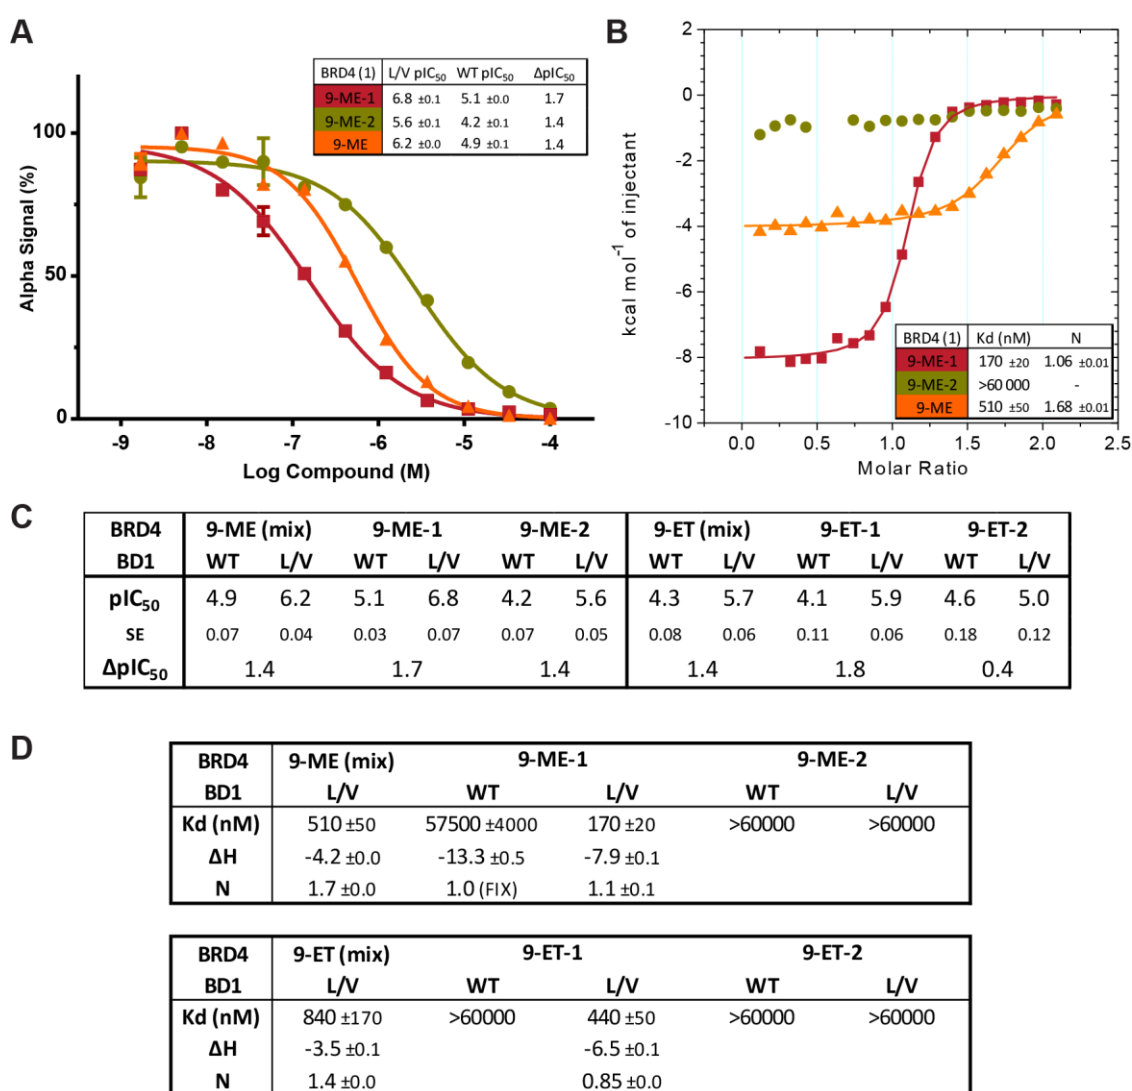 A
BRD4 (1) L/V pIC50 WT pIC50 ΔpIC50
9-ME-1 6.8 ±0.1 5.1 ±0.0 1.7
9-ME-2 5.6 ±0.1 4.2 ±0.1 1.4
9-ME 6.2 ±0.0 4.9 ±0.1 1.4
100
50
0
Alpha Signal (%)
-9 -8 -7 -6 -5 -4
Log Compound (M)
B
2
0
-2
-4
-6
-8
-10
kcal mol-1 of injectant
BRD4 (1) Kd (nM) N
9-ME-1 170 ±20 1.06 ±0.01
9-ME-2 >60 000 -
9-ME 510 ±50 1.68 ±0.01
0.0 0.5 1.0 1.5 2.0 2.5
Molar Ratio
C
BRD4 9-ME (mix) 9-ME-1 9-ME-2 9-ET (mix) 9-ET-1 9-ET-2
BD1 WT L/V WT L/V WT L/V WT L/V WT L/V WT L/V
pIC50 4.9 6.2 5.1 6.8 4.2 5.6 4.3 5.7 4.1 5.9 4.6 5.0
SE 0.07 0.04 0.03 0.07 0.07 0.05 0.08 0.06 0.11 0.06 0.18 0.12
ΔpIC50 1.4 1.7 1.4 1.4 1.8 0.4
D
BRD4 9-ME (mix) 9-ME-1 9-ME-2
BD1 L/V WT L/V WT L/V
Kd (nM) 510 ±50 57500 ±4000 170 ±20 >60000 >60000
ΔH -4.2 ±0.0 -13.3 ±0.5 -7.9 ±0.1
N 1.7 ±0.0 1.0 (FIX) 1.1 ±0.1
BRD4 9-ET (mix) 9-ET-1 9-ET-2
BD1 L/V WT L/V WT L/V
Kd (nM) 840 ±170 >60000 440 ±50 >60000 >60000
ΔH -3.5 ±0.1 -6.5 ±0.1
N 1.4 ±0.0 0.85 ±0.0